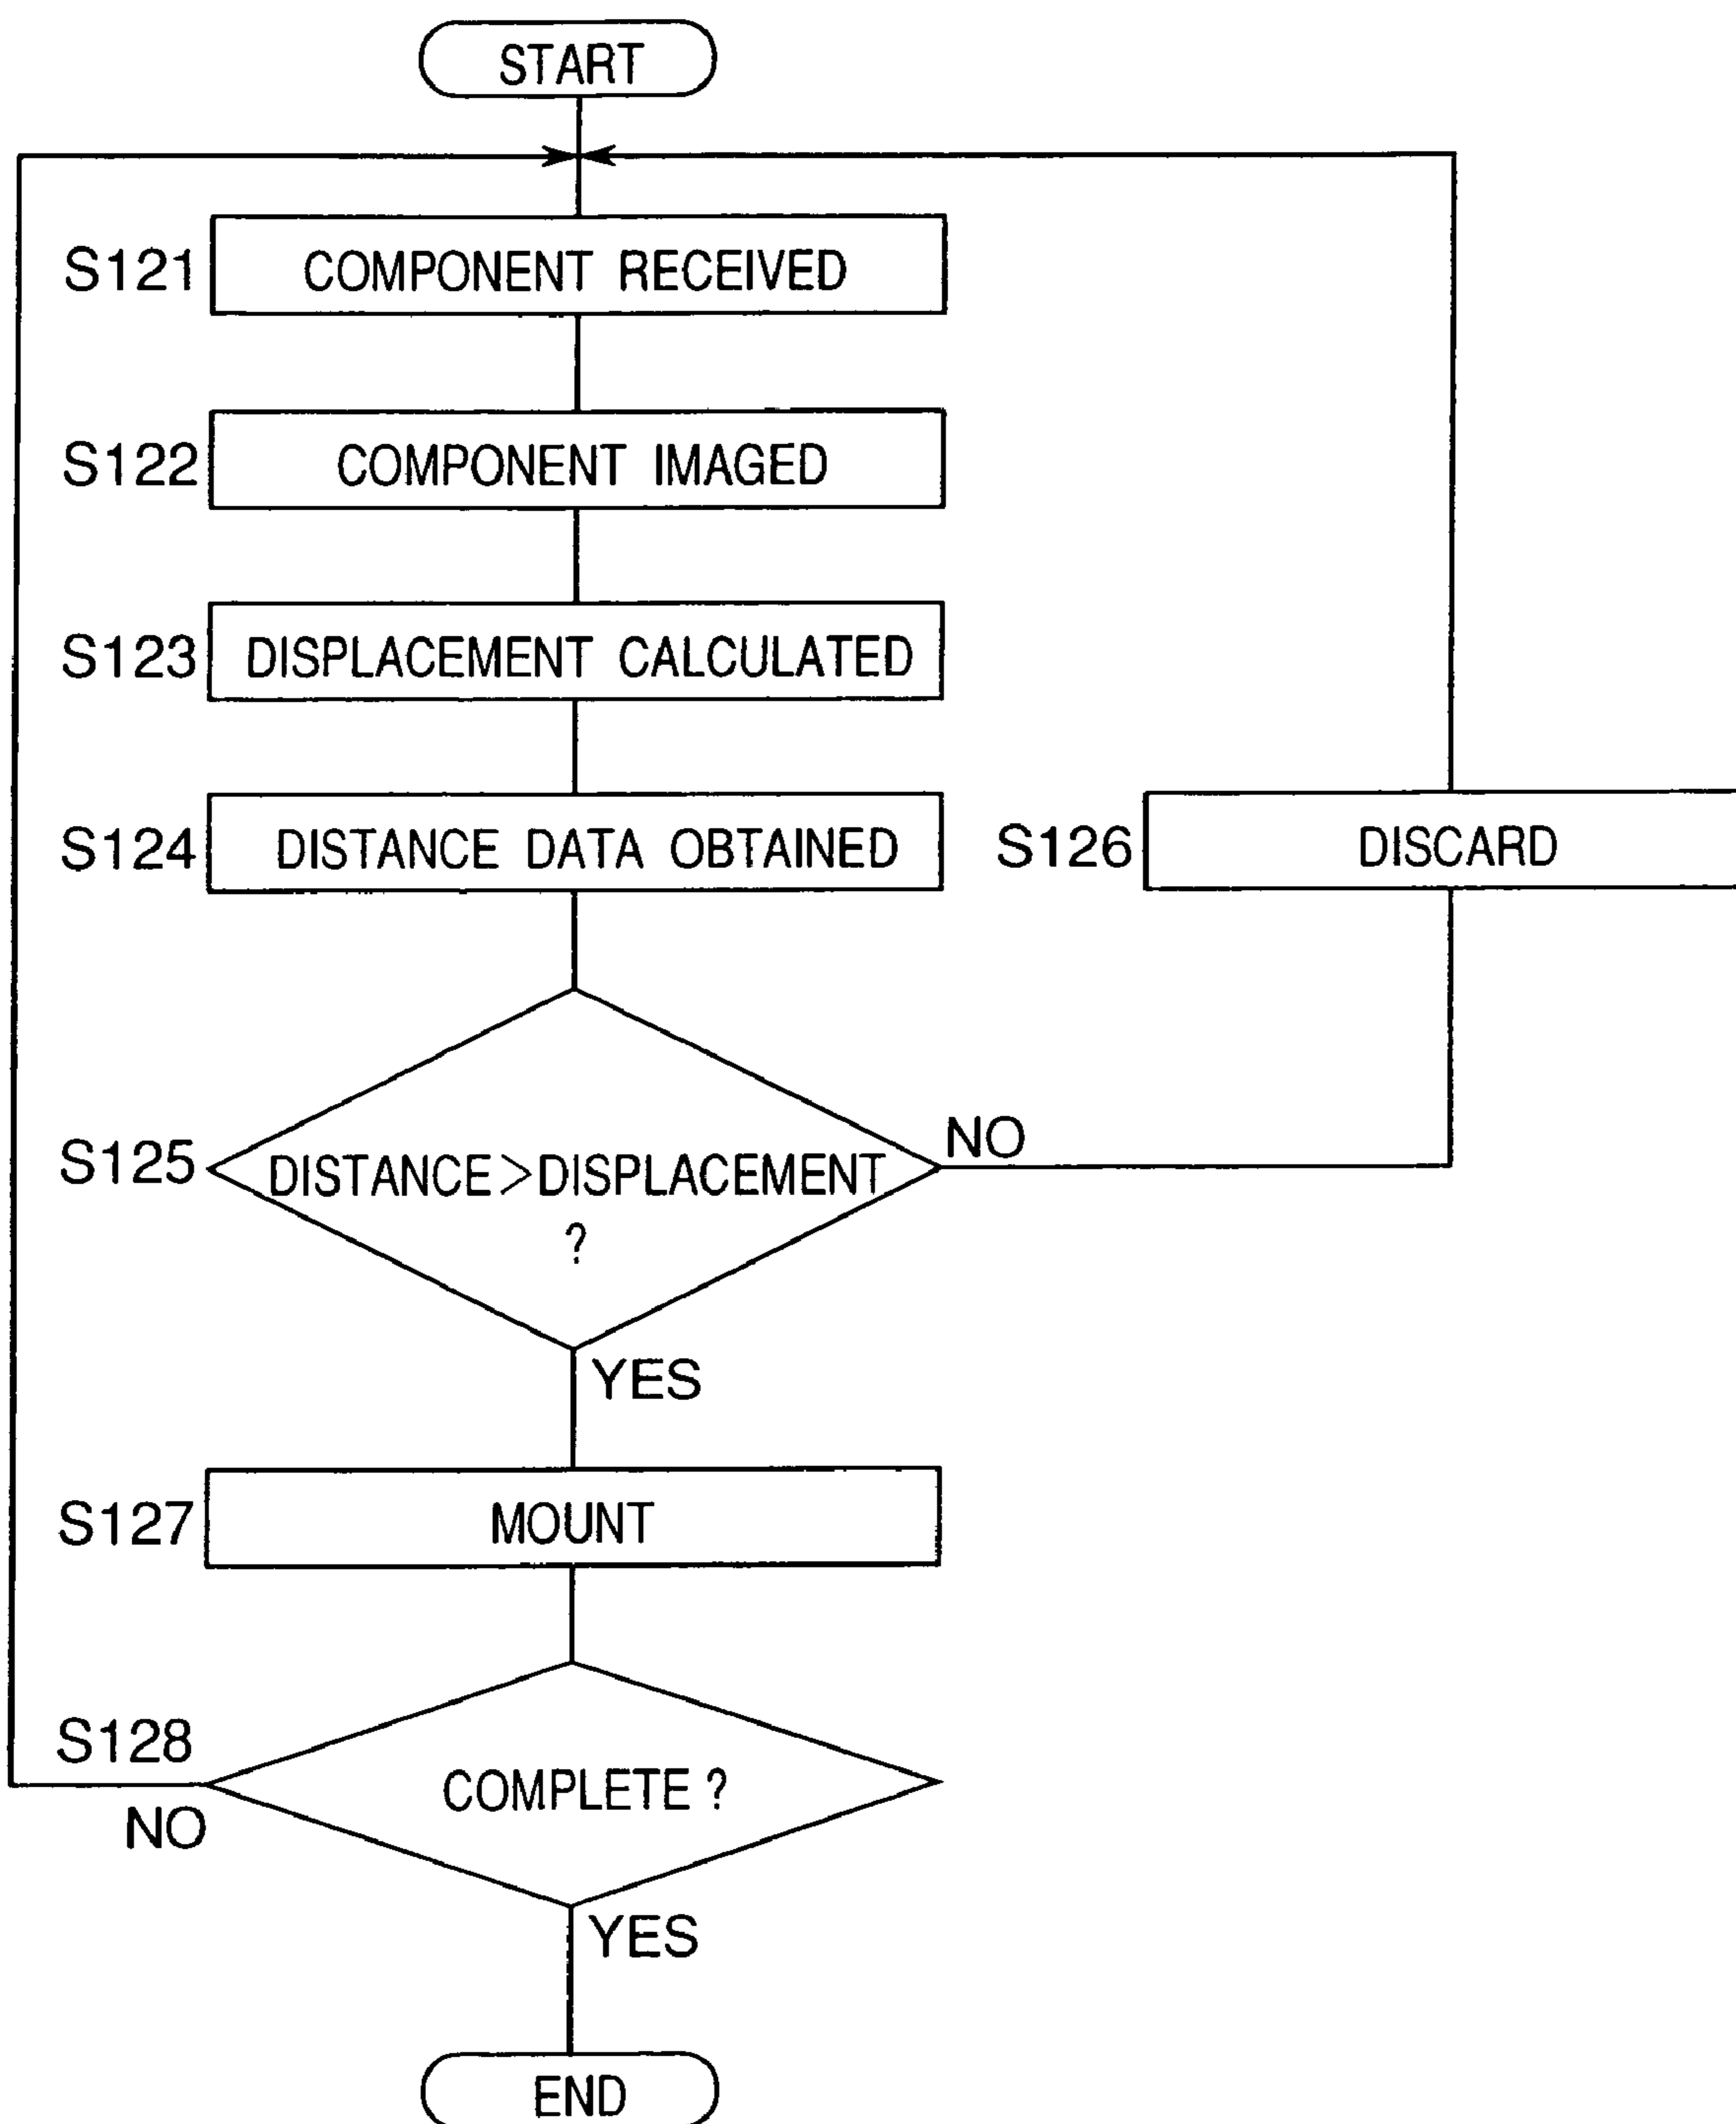 START
S121 COMPONENT RECEIVED
S122 COMPONENT IMAGED
S123 DISPLACEMENT CALCULATED
S124 DISTANCE DATA OBTAINED
S126 DISCARD
S125 DISTANCE>DISPLACEMENT
?
NO
YES
S127 MOUNT
S128 COMPLETE ?
NO
YES
END